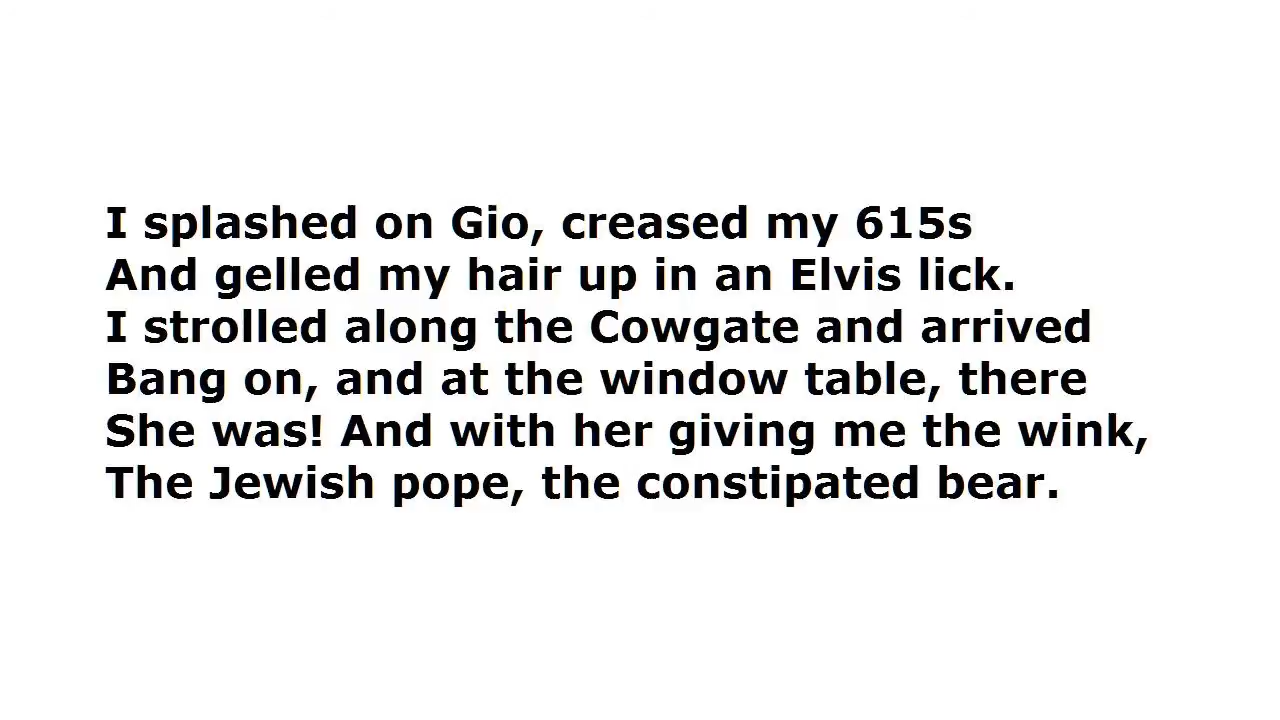 I splashed on Gio, creased my 615s
And gelled my hair up in an Elvis lick.
I strolled along the Cowgate and arrived
Bang on, and at the window table, there
She was! And with her giving me the wink,
The Jewish pope, the constipated bear.